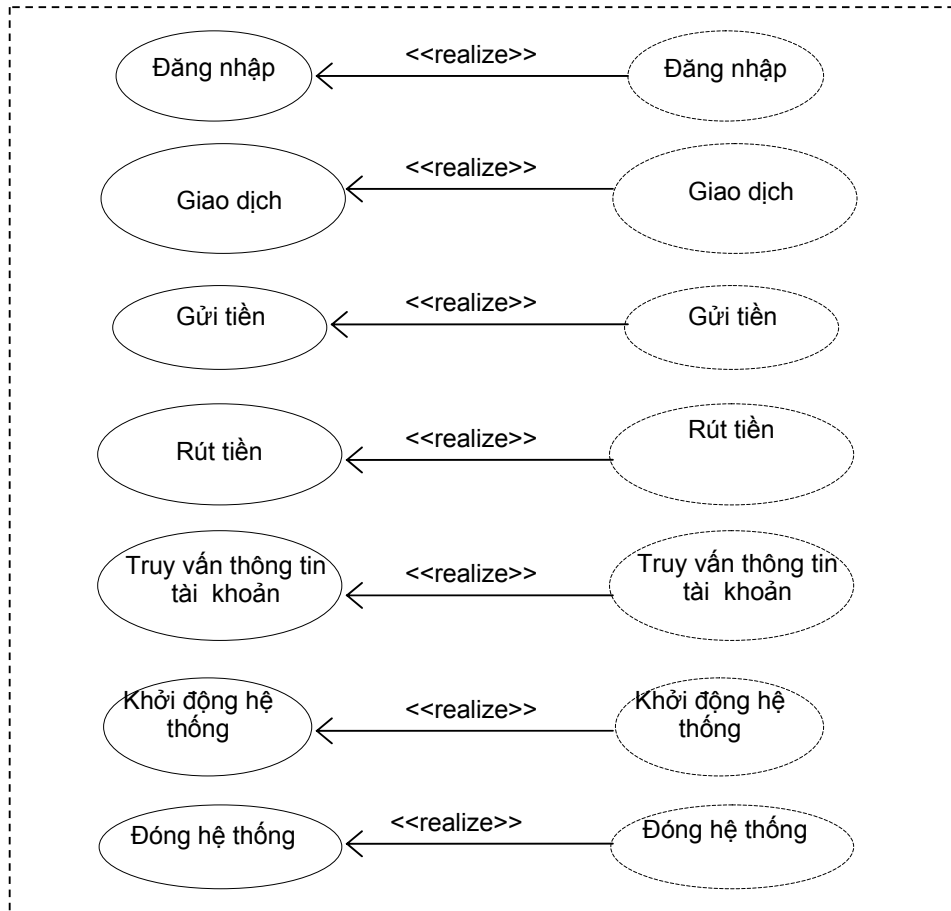 Đăng nhập <<realize>> Đăng nhập
Giao dịch <<realize>> Giao dịch
Gửi tiền <<realize>> Gửi tiền
Rút tiền <<realize>> Rút tiền
Truy vấn thông tin
tài khoản
<<realize>>
Truy vấn thông tin
tài khoản
Khởi động hệ
thống
<<realize>>
Khởi động hệ
thống
Đóng hệ thống <<realize>> Đóng hệ thống